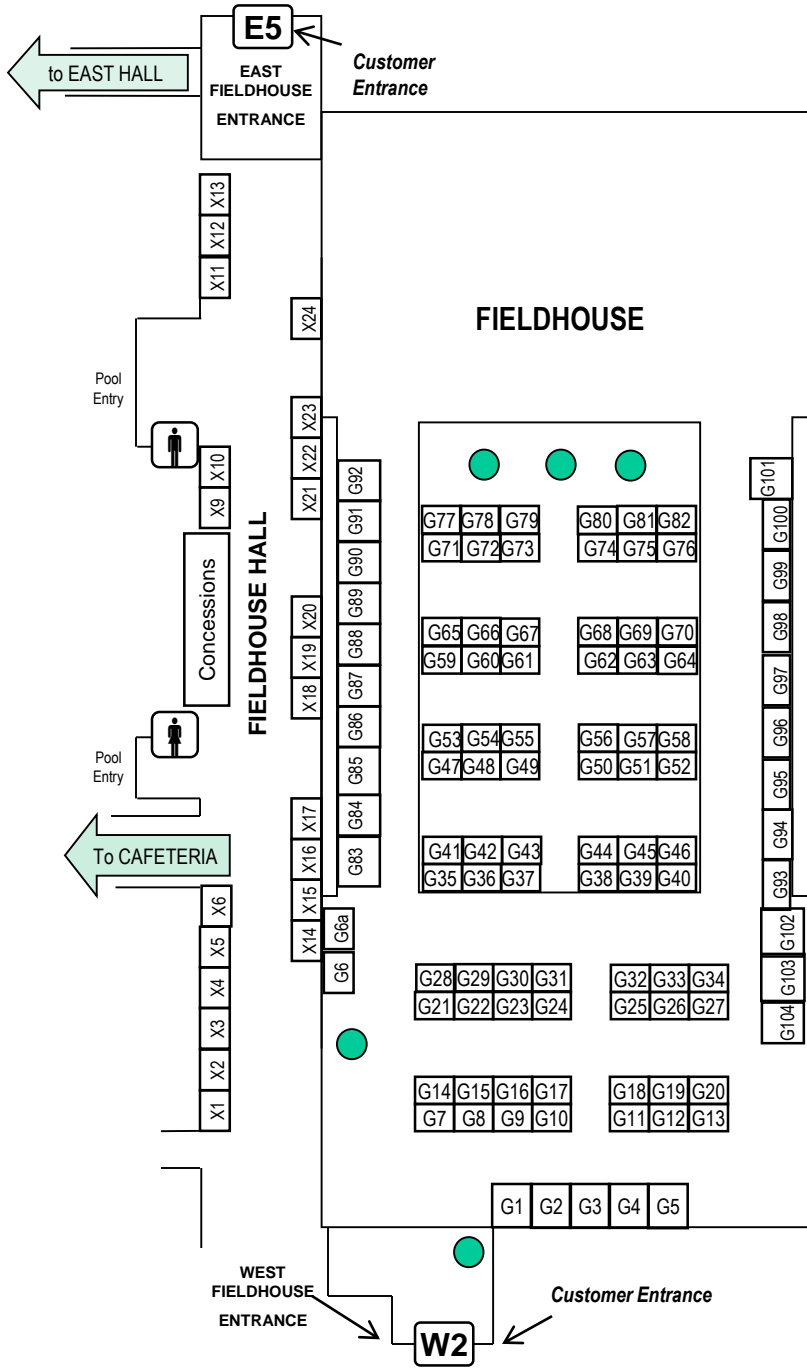 E5
Customer
Entrance
to EAST HALL
EAST
FIELDHOUSE
ENTRANCE
X13
X12
X11
X24
FIELDHOUSE
Pool
Entry
X23
X22
X21
X10
X9
G92
G91
G90
G89
G88
G87
G86
G85
G84
G83
G101
G100
G99
G98
G97
G96
G95
G94
G93
G102
G103
G104
G77 G78 G79 G80 G81 G82
G71 G72 G73 G74 G75 G76
Concessions
FIELDHOUSE HALL
X20
X19
X18
G65 G66 G67 G68 G69 G70
G59 G60 G61 G62 G63 G64
Pool
Entry
G53 G54 G55 G56 G57 G58
G47 G48 G49 G50 G51 G52
To CAFETERIA
X17
X16
X15
X14
G41 G42 G43 G44 G45 G46
G35 G36 G37 G38 G39 G40
X6
X5
X4
X3
X2
X1
G6a
G6
G28 G29 G30 G31 G32 G33 G34
G21 G22 G23 G24 G25 G26 G27
G14 G15 G16 G17 G18 G19 G20
G7 G8 G9 G10 G11 G12 G13
G1 G2 G3 G4 G5
WEST
FIELDHOUSE
ENTRANCE
Customer Entrance
W2